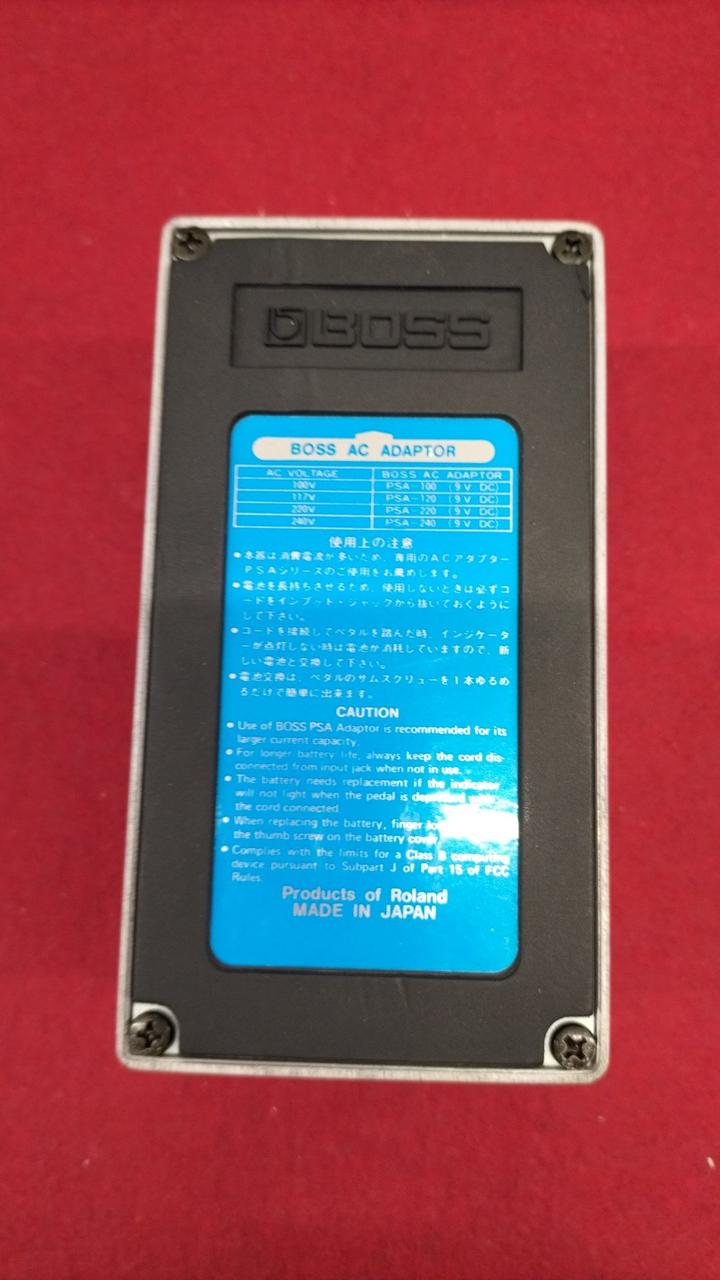 BOSS
BOSS AC ADAPTOR
AC VOLTAGE BOSS AC ADAPTOR
100V PSA-100 (9V DC)
117V PSA-120 (9V DC)
220V PSA-220 (9V DC)
240V PSA-240 (9V DC)
使用上の注意
●本器は消費電流が多いため、専用のACアダプター
PSAシリーズのご使用をお薦めします。
●電池を長持ちさせるため、使用しないときは必ずコ
ードをインプット・ジャックから抜いておくように
して下さい。
●コードを接続してペダルを踏んだ時、インジケータ
ーが点灯しない時は電池が消耗していますので、新
しい電池と交換して下さい。
●電池交換は、ペダルのサムスクリューを1本ゆるめ
るだけで簡単に出来ます。
CAUTION
● Use of BOSS PSA Adaptor is recommended for its
larger current capacity.
● For longer battery life, always keep the cord dis-
connected from input jack when not in use.
● The battery needs replacement if the indicator
will not light when the pedal is
the cord connected.
● When replacing the battery, finger
the thumb screw on the battery cover
● Complies with the limits for a Class B computing
device pursuant to Subpart J of Part 15 of FCC
Rules.
Products of Roland
MADE IN JAPAN